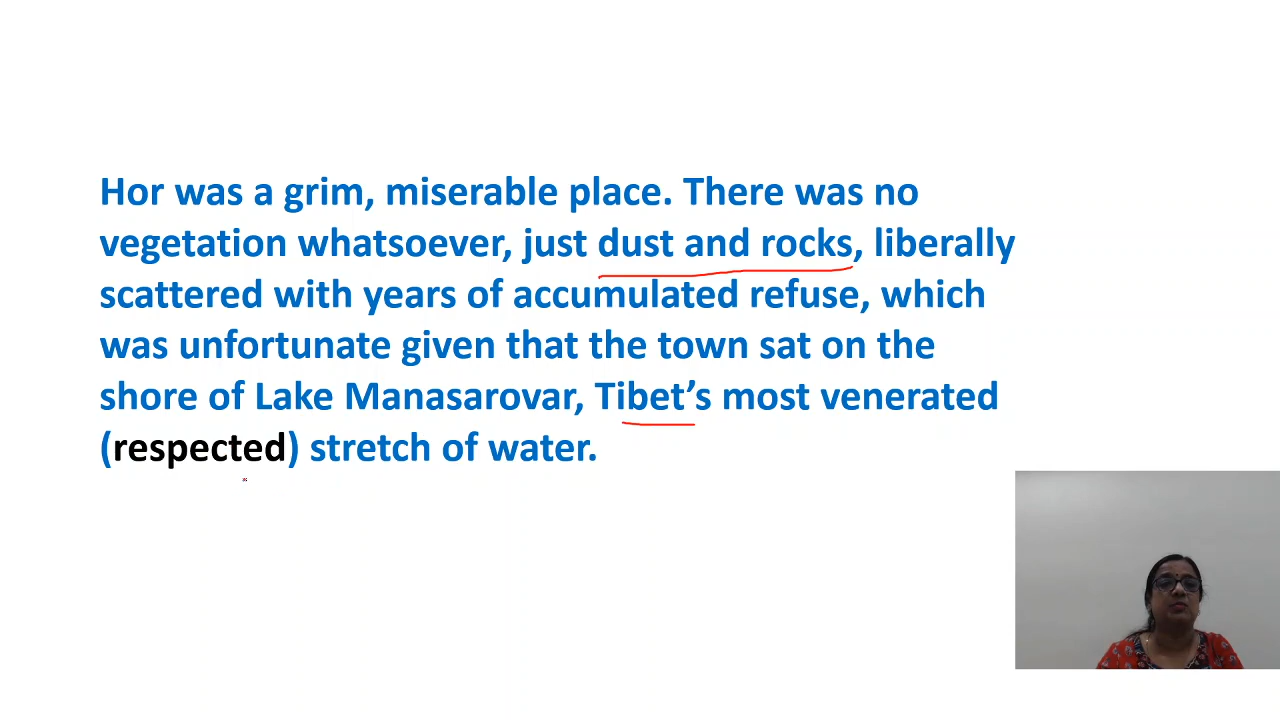 Hor was a grim, miserable place. There was no
vegetation whatsoever, just dust and rocks, liberally
scattered with years of accumulated refuse, which
was unfortunate given that the town sat on the
shore of Lake Manasarovar, Tibet’s most venerated
(respected) stretch of water.